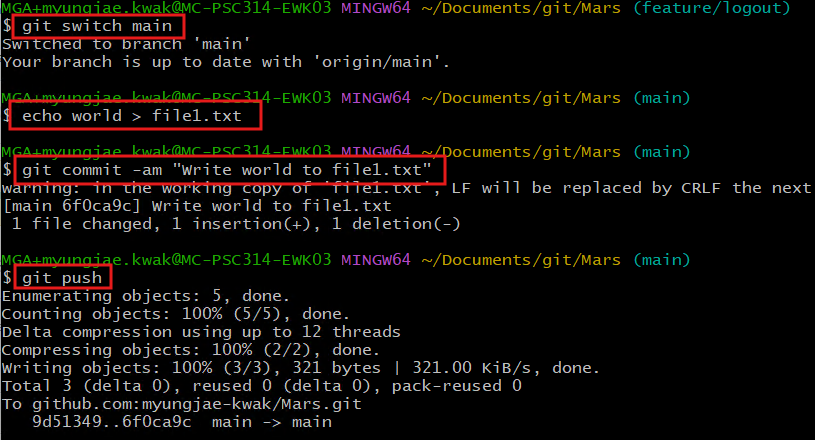 MGA+myungjae.kwak@MC-PSC314-EWK03 MINGW64 ~/Documents/git/Mars (feature/logout)
$ git switch main
Switched to branch 'main'
Your branch is up to date with 'origin/main'.
MGA+myungjae.kwak@MC-PSC314-EWK03 MINGW64 ~/Documents/git/Mars (main)
$ echo world > file1.txt
MGA+myungjae.kwak@MC-PSC314-EWK03 MINGW64 ~/Documents/git/Mars (main)
$ git commit -am "Write world to file1.txt"
warning: in the working copy of 'file1.txt', LF will be replaced by CRLF the next
[main 6f0ca9c] Write world to file1.txt
1 file changed, 1 insertion(+), 1 deletion(-)
MGA+myungjae.kwak@MC-PSC314-EWK03 MINGW64 ~/Documents/git/Mars (main)
$ git push
Enumerating objects: 5, done.
Counting objects: 100% (5/5), done.
Delta compression using up to 12 threads
Compressing objects: 100% (2/2), done.
Writing objects: 100% (3/3), 321 bytes | 321.00 KiB/s, done.
Total 3 (delta 0), reused 0 (delta 0), pack-reused 0
To github.com:myungjae-kwak/Mars.git
9d51349..6f0ca9c  main -> main